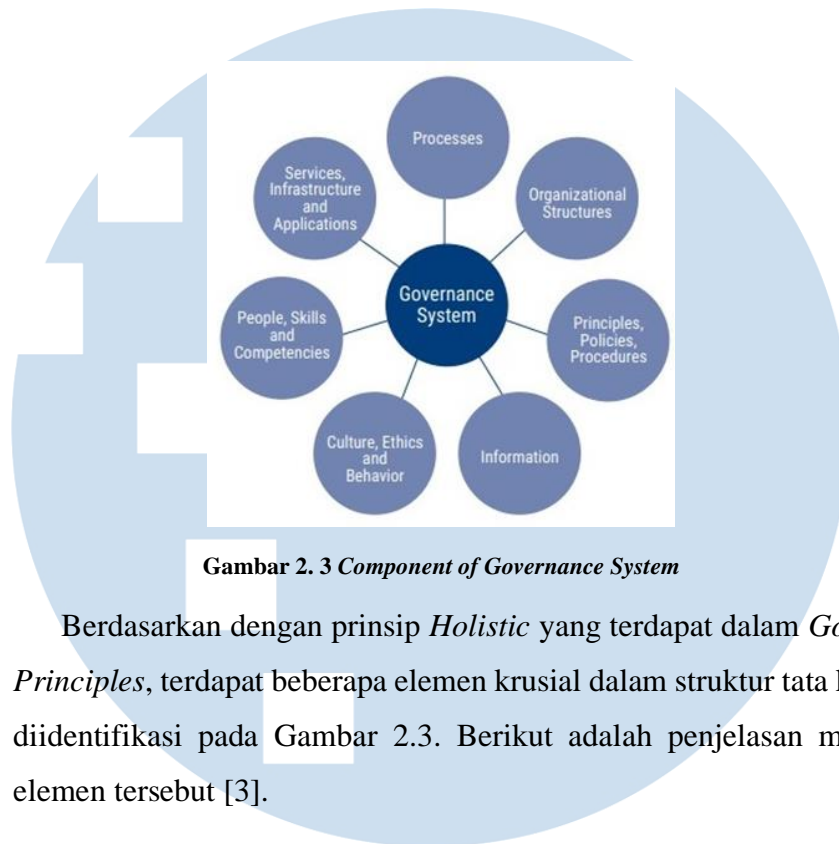 Processes
Services,
Infrastructure
and
Applications
Organizational
Structures
Governance
System
People, Skills
and
Competencies
Principles,
Policies,
Procedures
Culture, Ethics
and
Behavior
Information
Gambar 2. 3 Component of Governance System
Berdasarkan dengan prinsip Holistic yang terdapat dalam
Principles, terdapat beberapa elemen krusial dalam struktur tata
diidentifikasi pada Gambar 2.3. Berikut adalah penjelasan
elemen tersebut [3].